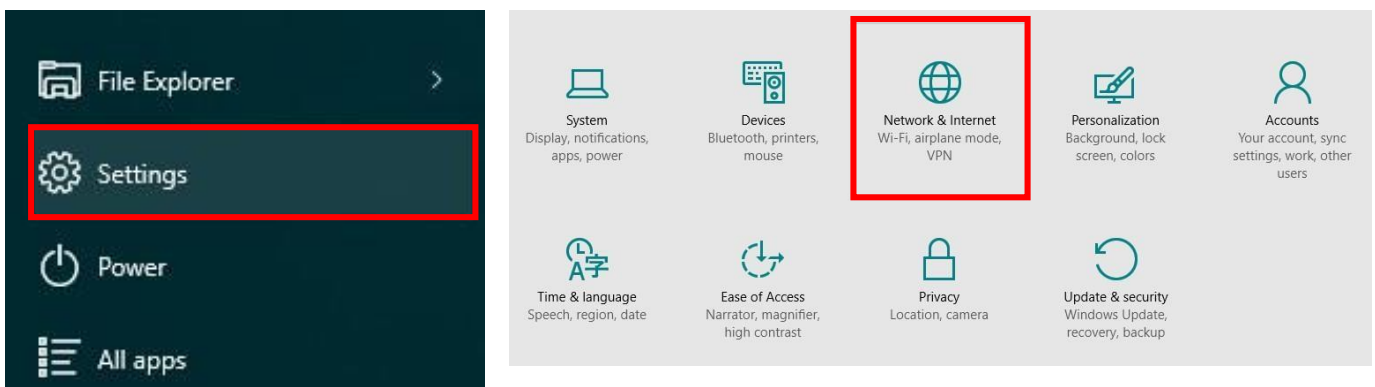 File Explorer
Settings
Power
All apps
System
Display, notifications,
apps, power
Devices
Bluetooth, printers,
mouse
Network & Internet
Wi-Fi, airplane mode,
VPN
Personalization
Background, lock
screen, colors
Accounts
Your account, sync
settings, work, other
users
A字
Time & language
Speech, region, date
Ease of Access
Narrator, magnifier,
high contrast
Privacy
Location, camera
Update & security
Windows Update,
recovery, backup